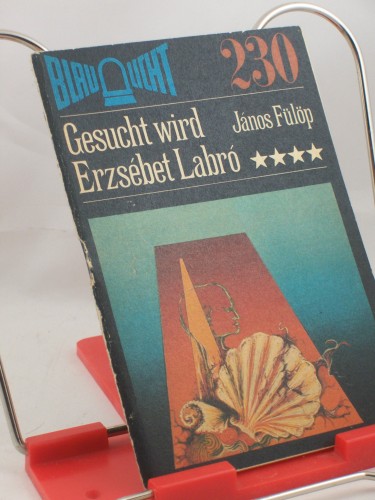 BLAULICHT 230
Gesucht wird János Fülöp
Erzsébet Labró ★★★★